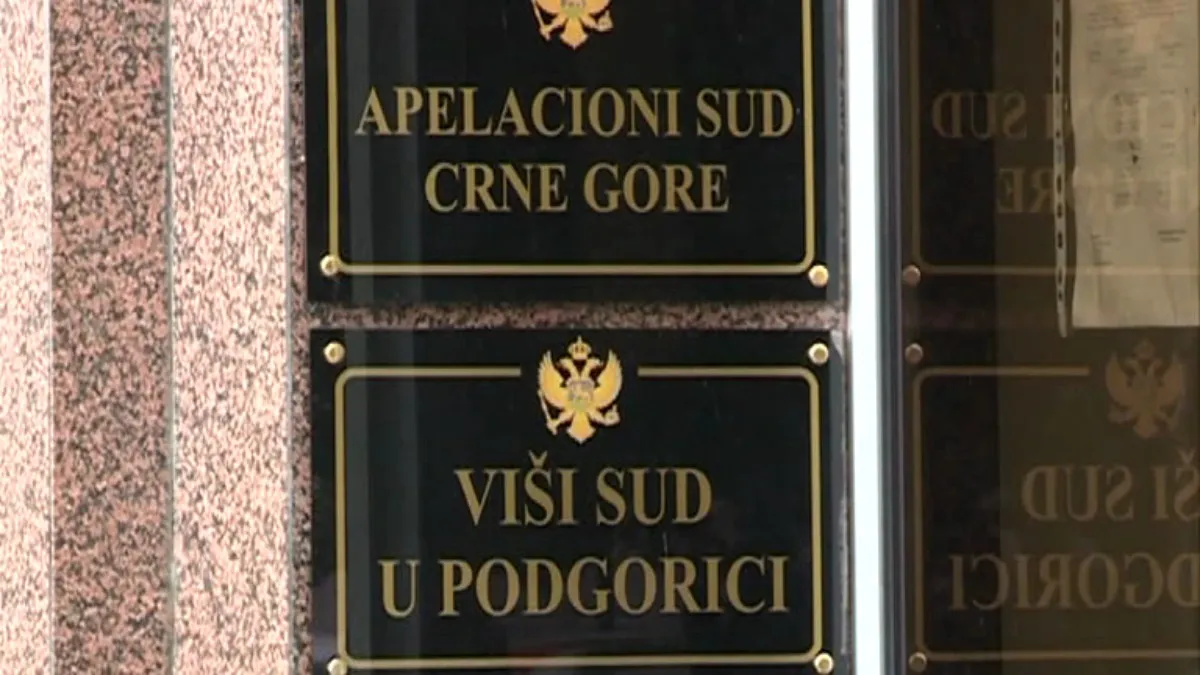 APELACIONI SUD
CRNE GORE
VIŠI SUD
U PODGORICI